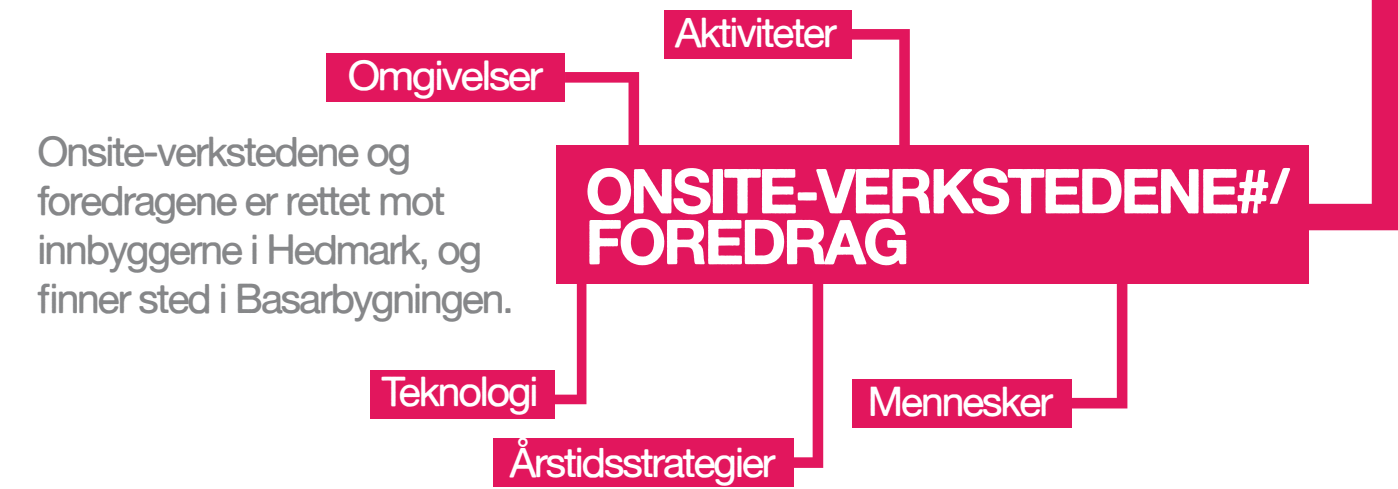 Aktiviteter
Omgivelser
Onsite-verkstedene og
foredragene er rettet mot
innbyggerne i Hedmark, og
finner sted i Basarbygningen.
ONSITE-VERKSTEDENE#/
FOREDRAG
Teknologi
Mennesker
Årstidsstrategier